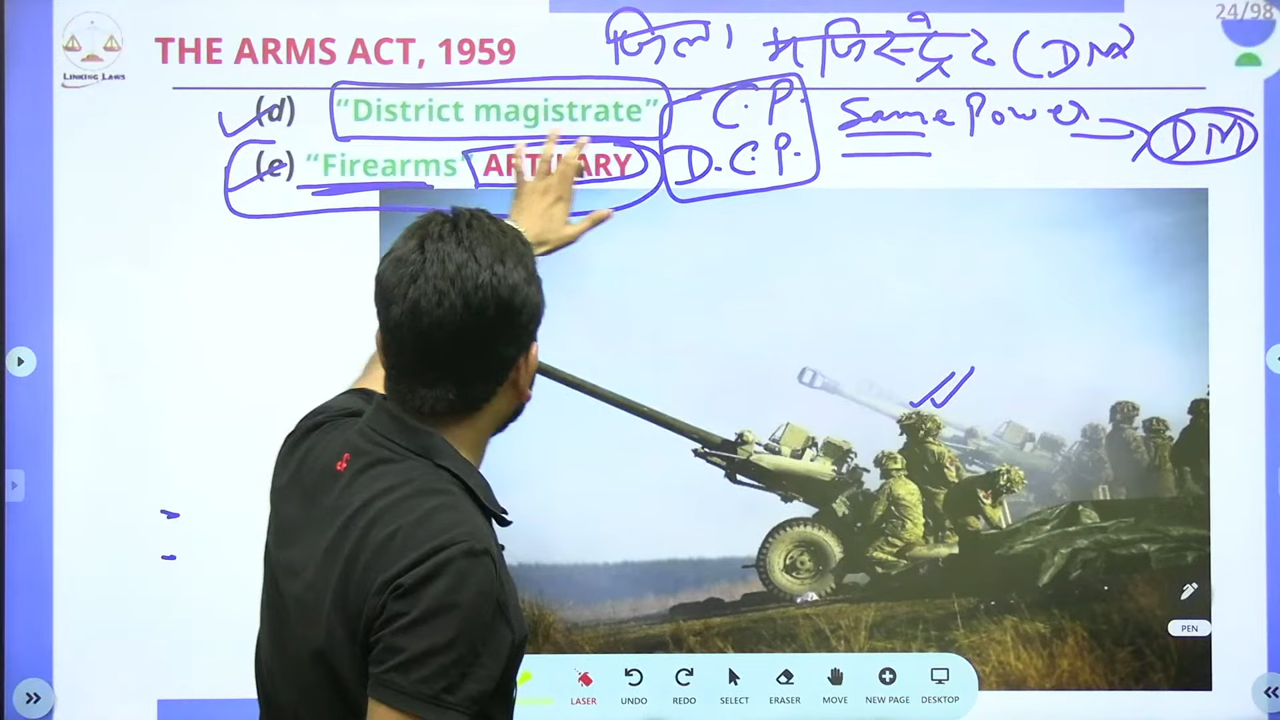 24/98
जिला मजिस्ट्रेट (DM)
THE ARMS ACT, 1959
LINKING LAWS
(d) "District magistrate" C.P. Same Power → DM
(e) "Firearms" D.C.P.
PEN
LASER UNDO REDO SELECT ERASER MOVE NEW PAGE DESKTOP